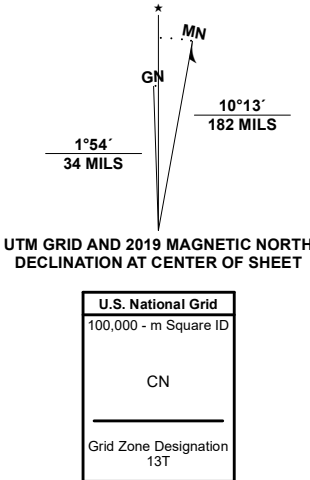 MN
GN
10°13´
182 MILS
1°54´
34 MILS
UTM GRID AND 2019 MAGNETIC NORTH
DECLINATION AT CENTER OF SHEET
U.S. National Grid
100,000 - m Square ID
CN
Grid Zone Designation
13T